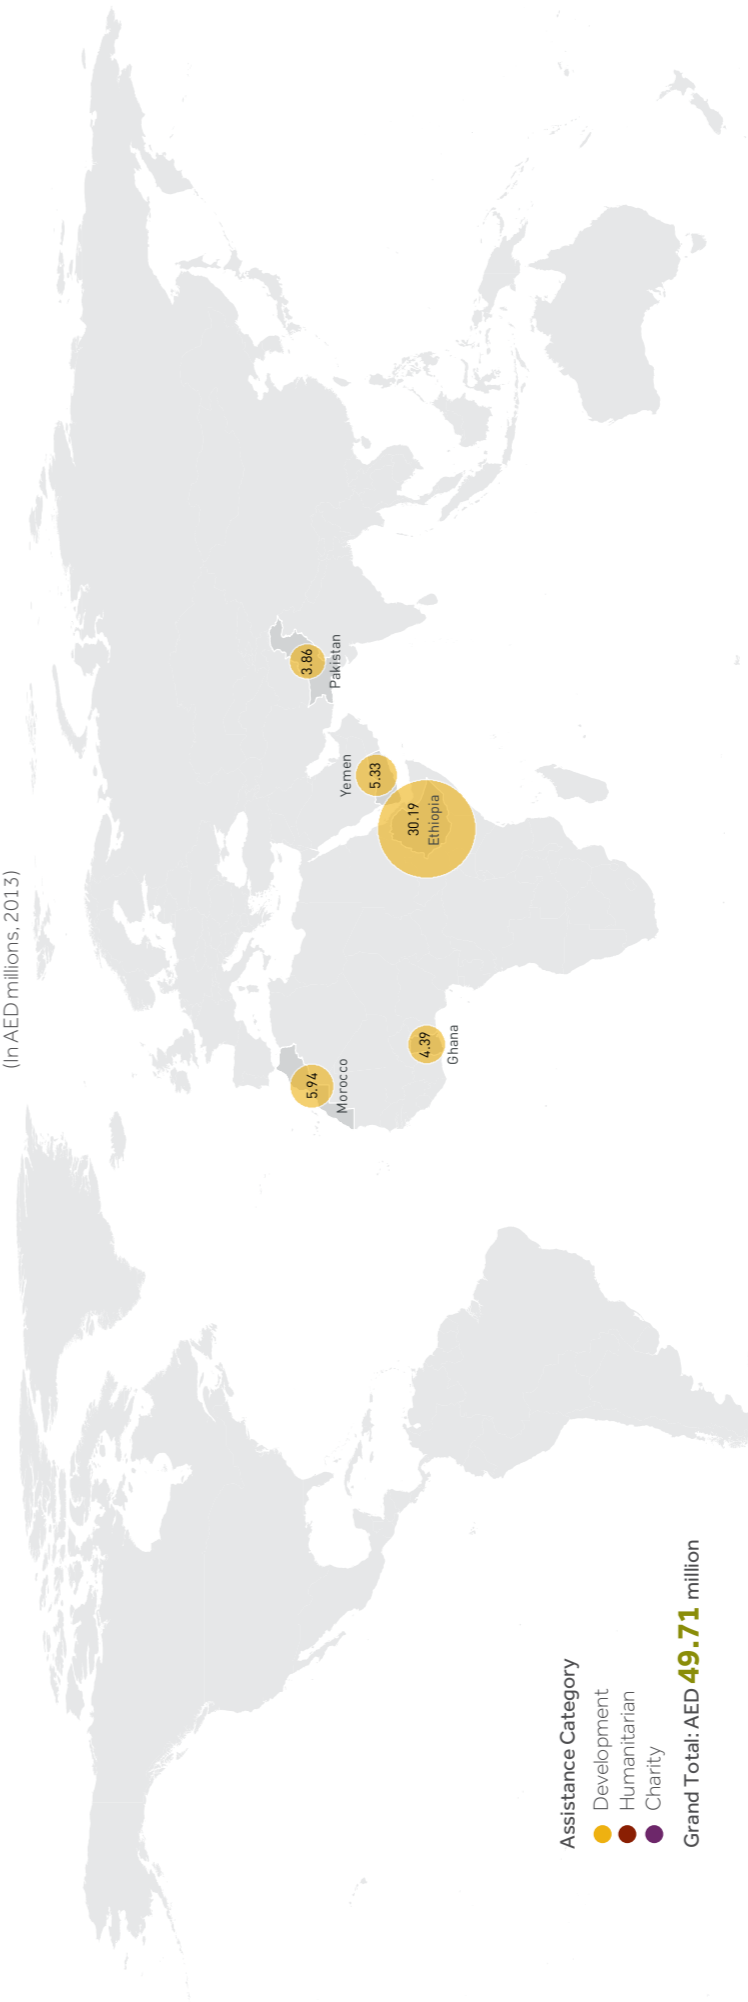 (In AED millions, 2013)
5.94
Morocco
4.39
Ghana
30.19
Ethiopia
Yemen
5.33
3.86
Pakistan
Assistance Category
Development
Humanitarian
Charity
Grand Total: AED 49.71 million